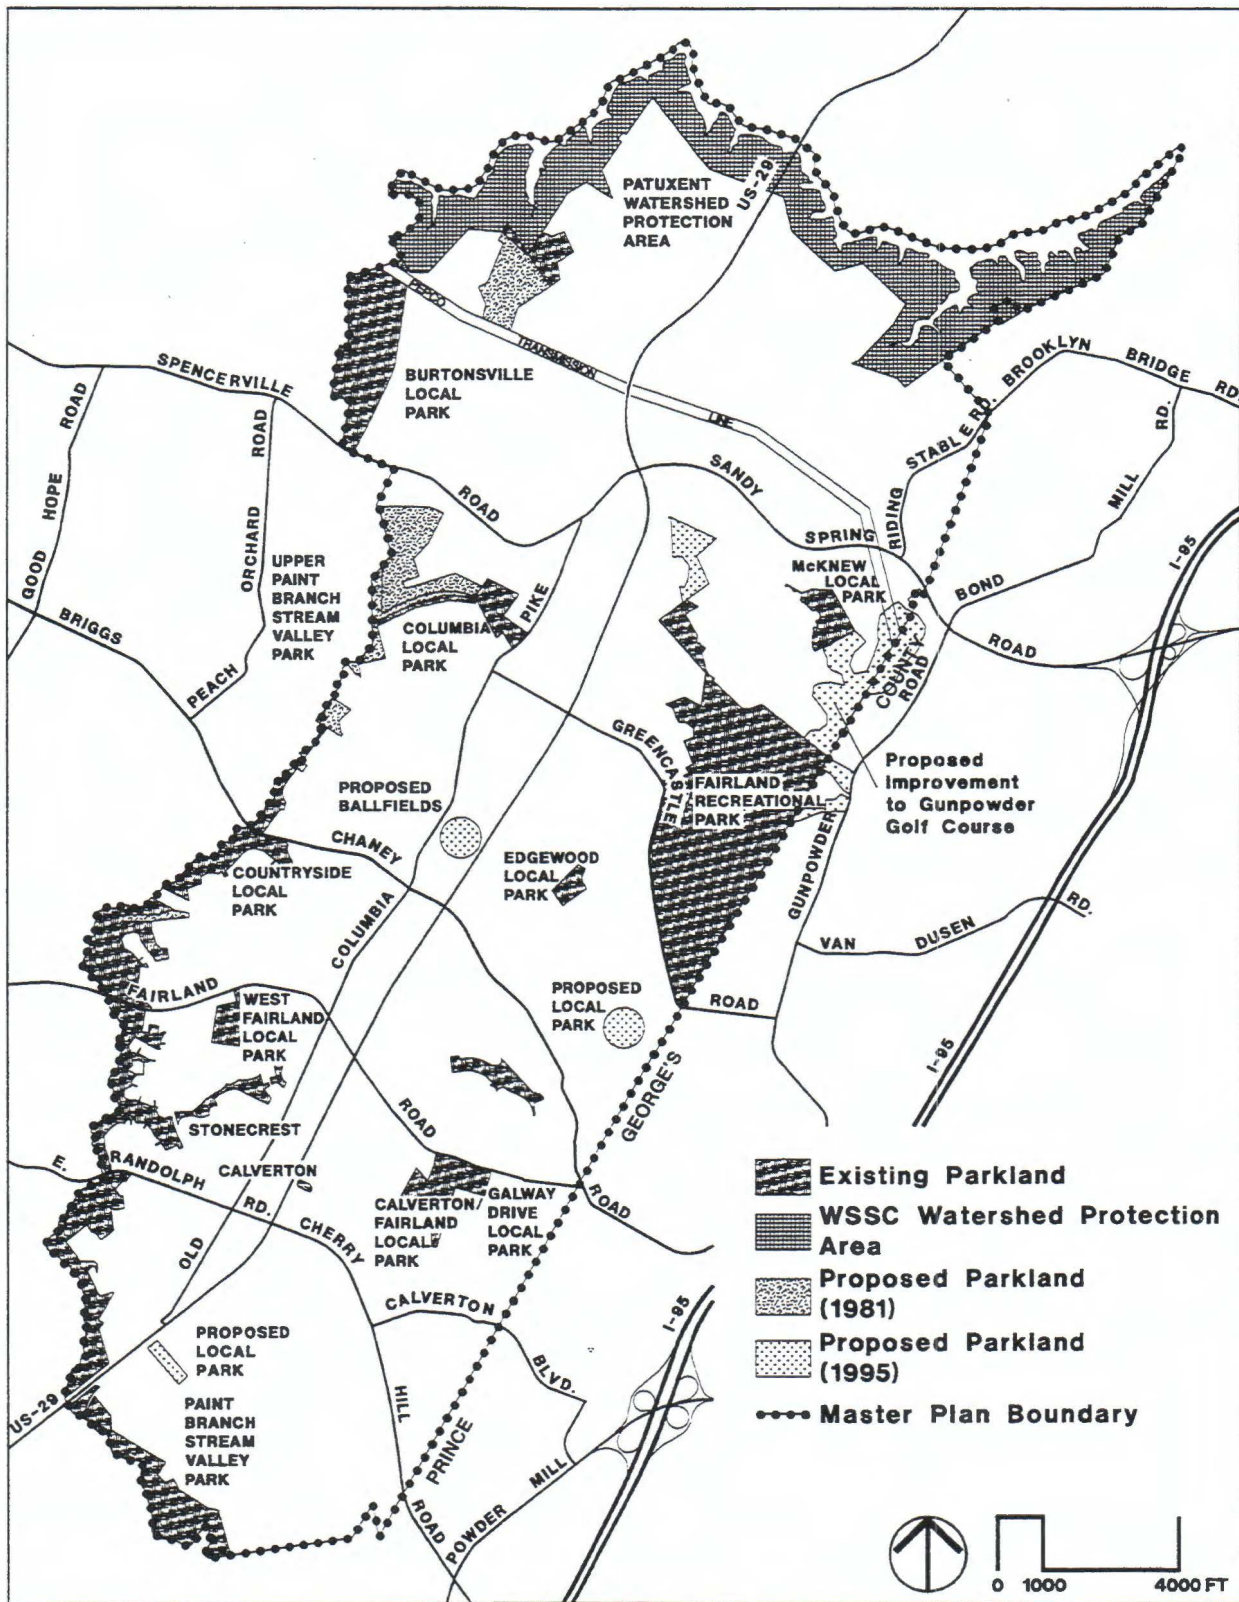 PATUXENT
WATERSHED
PROTECTION
AREA
US-29
PEPCO
TRANSMISSION
LINE
SPENCERVILLE
ROAD
BURTONSVILLE
LOCAL
PARK
BROOKLYN
BRIDGE
RD.
STABLE RD.
RIDING
MILL
RD.
GOOD
HOPE
ROAD
ORCHARD
ROAD
PEACH
SANDY
SPRING
ROAD
BOND
I-95
McKNEW
LOCAL
PARK
UPPER
PAINT
BRANCH
STREAM
VALLEY
PARK
BRIGGS
CHANEY
COLUMBIA
LOCAL
PARK
PIKE
COUNTY
ROAD
GREENCASTLE
FAIRLAND
RECREATIONAL
PARK
Proposed
Improvement
to Gunpowder
Golf Course
PROPOSED
BALLFIELDS
EDGEWOOD
LOCAL
PARK
GUNPOWDER
COUNTRYSIDE
LOCAL
PARK
COLUMBIA
VAN
DUSEN
RD.
FAIRLAND
WEST
FAIRLAND
LOCAL
PARK
PROPOSED
LOCAL
PARK
ROAD
I-95
GEORGE'S
ROAD
STONECREST
E.
RANDOLPH
RD.
CALVERTON
CHERRY
CALVERTON/
FAIRLAND
LOCAL
PARK
GALWAY
DRIVE
LOCAL
PARK
ROAD
OLD
CALVERTON
BLVD.
I-95
PROPOSED
LOCAL
PARK
US-29
PAINT
BRANCH
STREAM
VALLEY
PARK
HILL
ROAD
PRINCE
POWDER
MILL
Existing Parkland
WSSC Watershed Protection
Area
Proposed Parkland
(1981)
Proposed Parkland
(1995)
Master Plan Boundary
0 1000 4000 FT